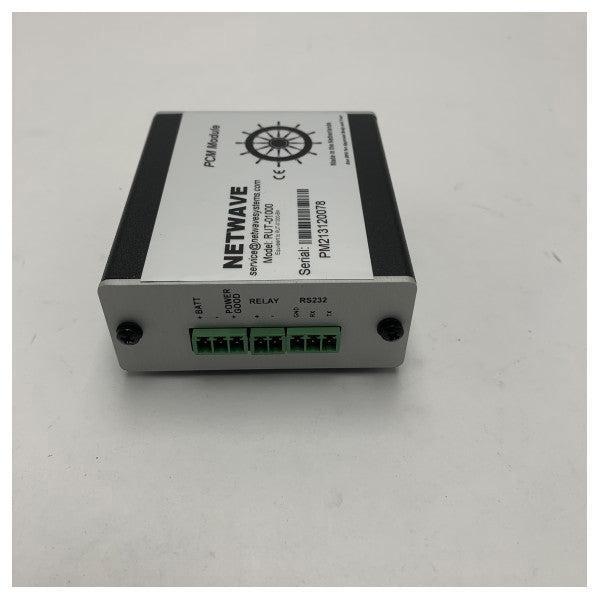 PCM Module
NETWAVE
service@netwavesystems.com
Model: RUT-01000
CE
Serial:
PM213120078
Made in the Netherlands
+ BATT -
POWER GOOD +
RELAY
+ -
RS232
GND RX TX